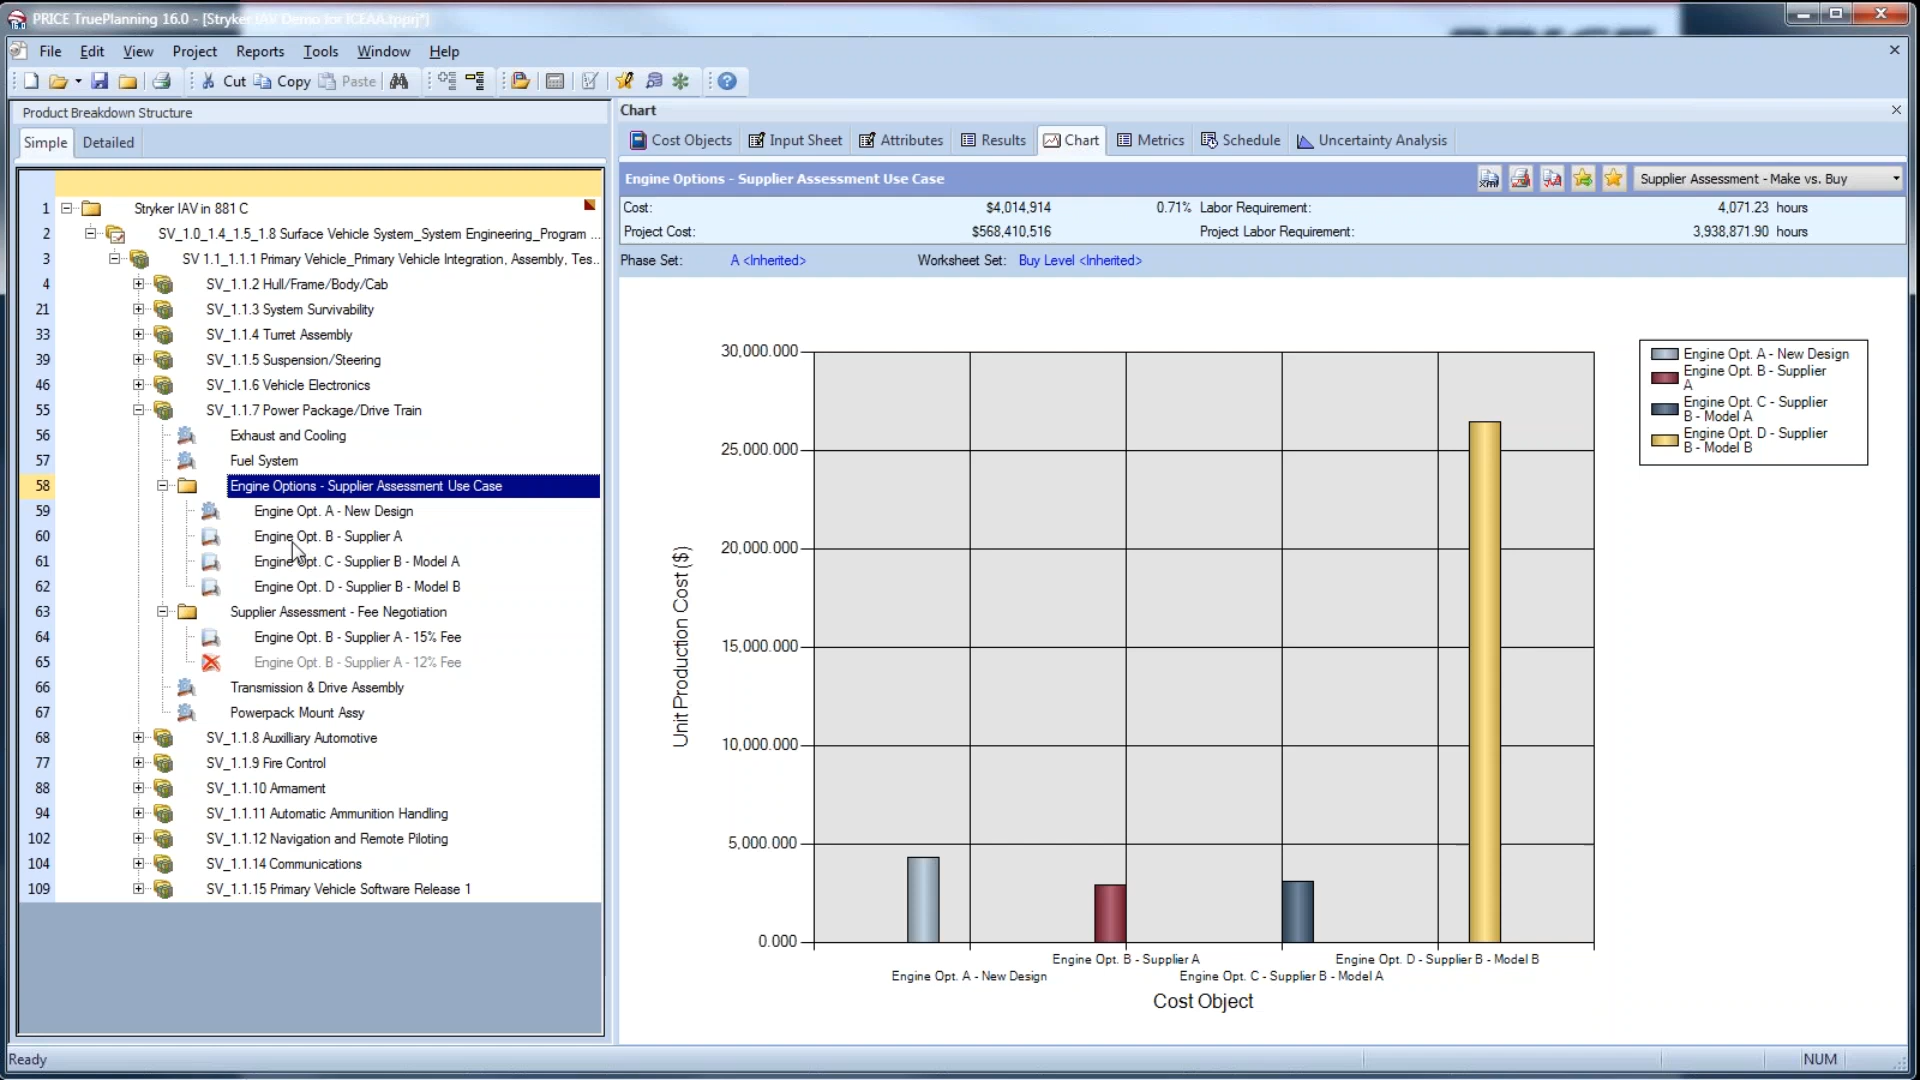 PRICE TruePlanning 16.0 - [Stryker IAV Demo for ICEAA.tpprj*]
File Edit View Project Reports Tools Window Help
Cut Copy Paste
Product Breakdown Structure
Simple Detailed
1 Stryker IAV in 881 C
2 SV_1.0_1.4_1.5_1.8 Surface Vehicle System_System Engineering_Program ...
3 SV 1.1_1.1.1 Primary Vehicle_Primary Vehicle Integration, Assembly, Tes...
4 SV_1.1.2 Hull/Frame/Body/Cab
21 SV_1.1.3 System Survivability
33 SV_1.1.4 Turret Assembly
39 SV_1.1.5 Suspension/Steering
46 SV_1.1.6 Vehicle Electronics
55 SV_1.1.7 Power Package/Drive Train
56 Exhaust and Cooling
57 Fuel System
58 Engine Options - Supplier Assessment Use Case
59 Engine Opt. A - New Design
60 Engine Opt. B - Supplier A
61 Engine Opt. C - Supplier B - Model A
62 Engine Opt. D - Supplier B - Model B
63 Supplier Assessment - Fee Negotiation
64 Engine Opt. B - Supplier A - 15% Fee
65 Engine Opt. B - Supplier A - 12% Fee
66 Transmission & Drive Assembly
67 Powerpack Mount Assy
68 SV_1.1.8 Auxilliary Automotive
77 SV_1.1.9 Fire Control
88 SV_1.1.10 Armament
94 SV_1.1.11 Automatic Ammunition Handling
102 SV_1.1.12 Navigation and Remote Piloting
104 SV_1.1.14 Communications
109 SV_1.1.15 Primary Vehicle Software Release 1
Chart
Cost Objects Input Sheet Attributes Results Chart Metrics Schedule Uncertainty Analysis
Engine Options - Supplier Assessment Use Case Supplier Assessment - Make vs. Buy
Cost: $4,014,914 0.71% Labor Requirement: 4,071.23 hours
Project Cost: $568,410,516 Project Labor Requirement: 3,938,871.90 hours
Phase Set: A <Inherited> Worksheet Set: Buy Level <Inherited>
30,000.000
25,000.000
20,000.000
15,000.000
10,000.000
5,000.000
0.000
Unit Production Cost ($)
Engine Opt. B - Supplier A Engine Opt. D - Supplier B - Model B
Engine Opt. A - New Design Engine Opt. C - Supplier B - Model A
Cost Object
Engine Opt. A - New Design
Engine Opt. B - Supplier
A
Engine Opt. C - Supplier
B - Model A
Engine Opt. D - Supplier
B - Model B
Ready NUM